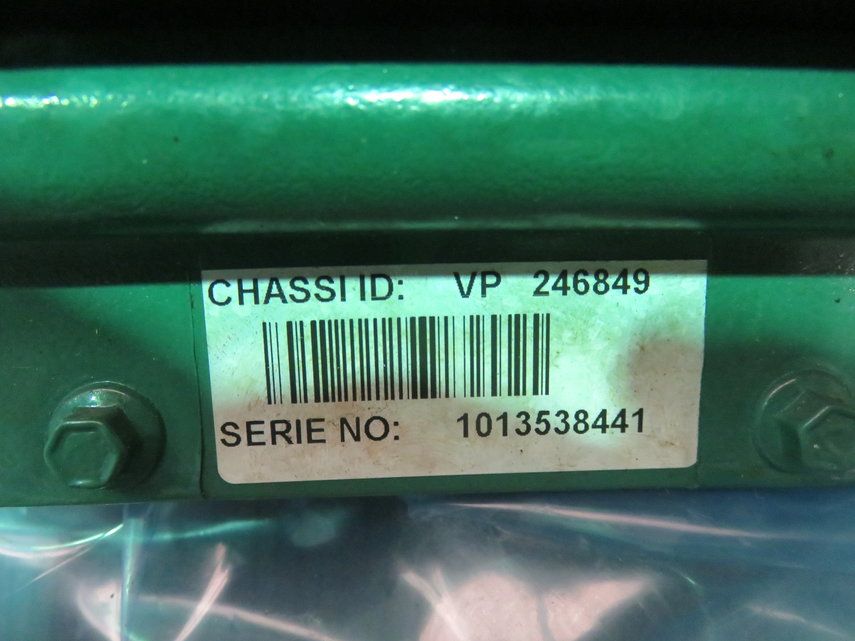 CHASSI ID: VP 246849
SERIE NO: 1013538441